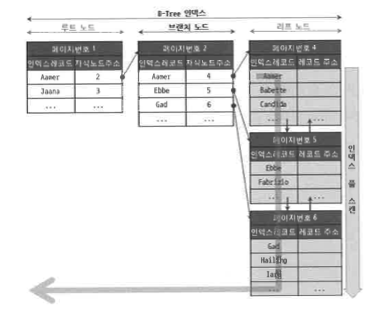 B-Tree 인덱스
루트 노드
브랜치 노드
리프 노드
페이지번호 1
인덱스레코드 자식노드주소
Aamer 2
Jaana 3
... ...
페이지번호 2
인덱스레코드 자식노드주소
Aamer 4
Ebbe 5
Gad 6
... ...
페이지번호 4
인덱스레코드 레코드 주소
Aamer
Babette
Candida
... ...
페이지번호 5
인덱스레코드 레코드 주소
Ebbe
Fabrizio
... ...
페이지번호 6
인덱스레코드 레코드 주소
Gad
Hailing
... ...
인덱스 풀 스캔